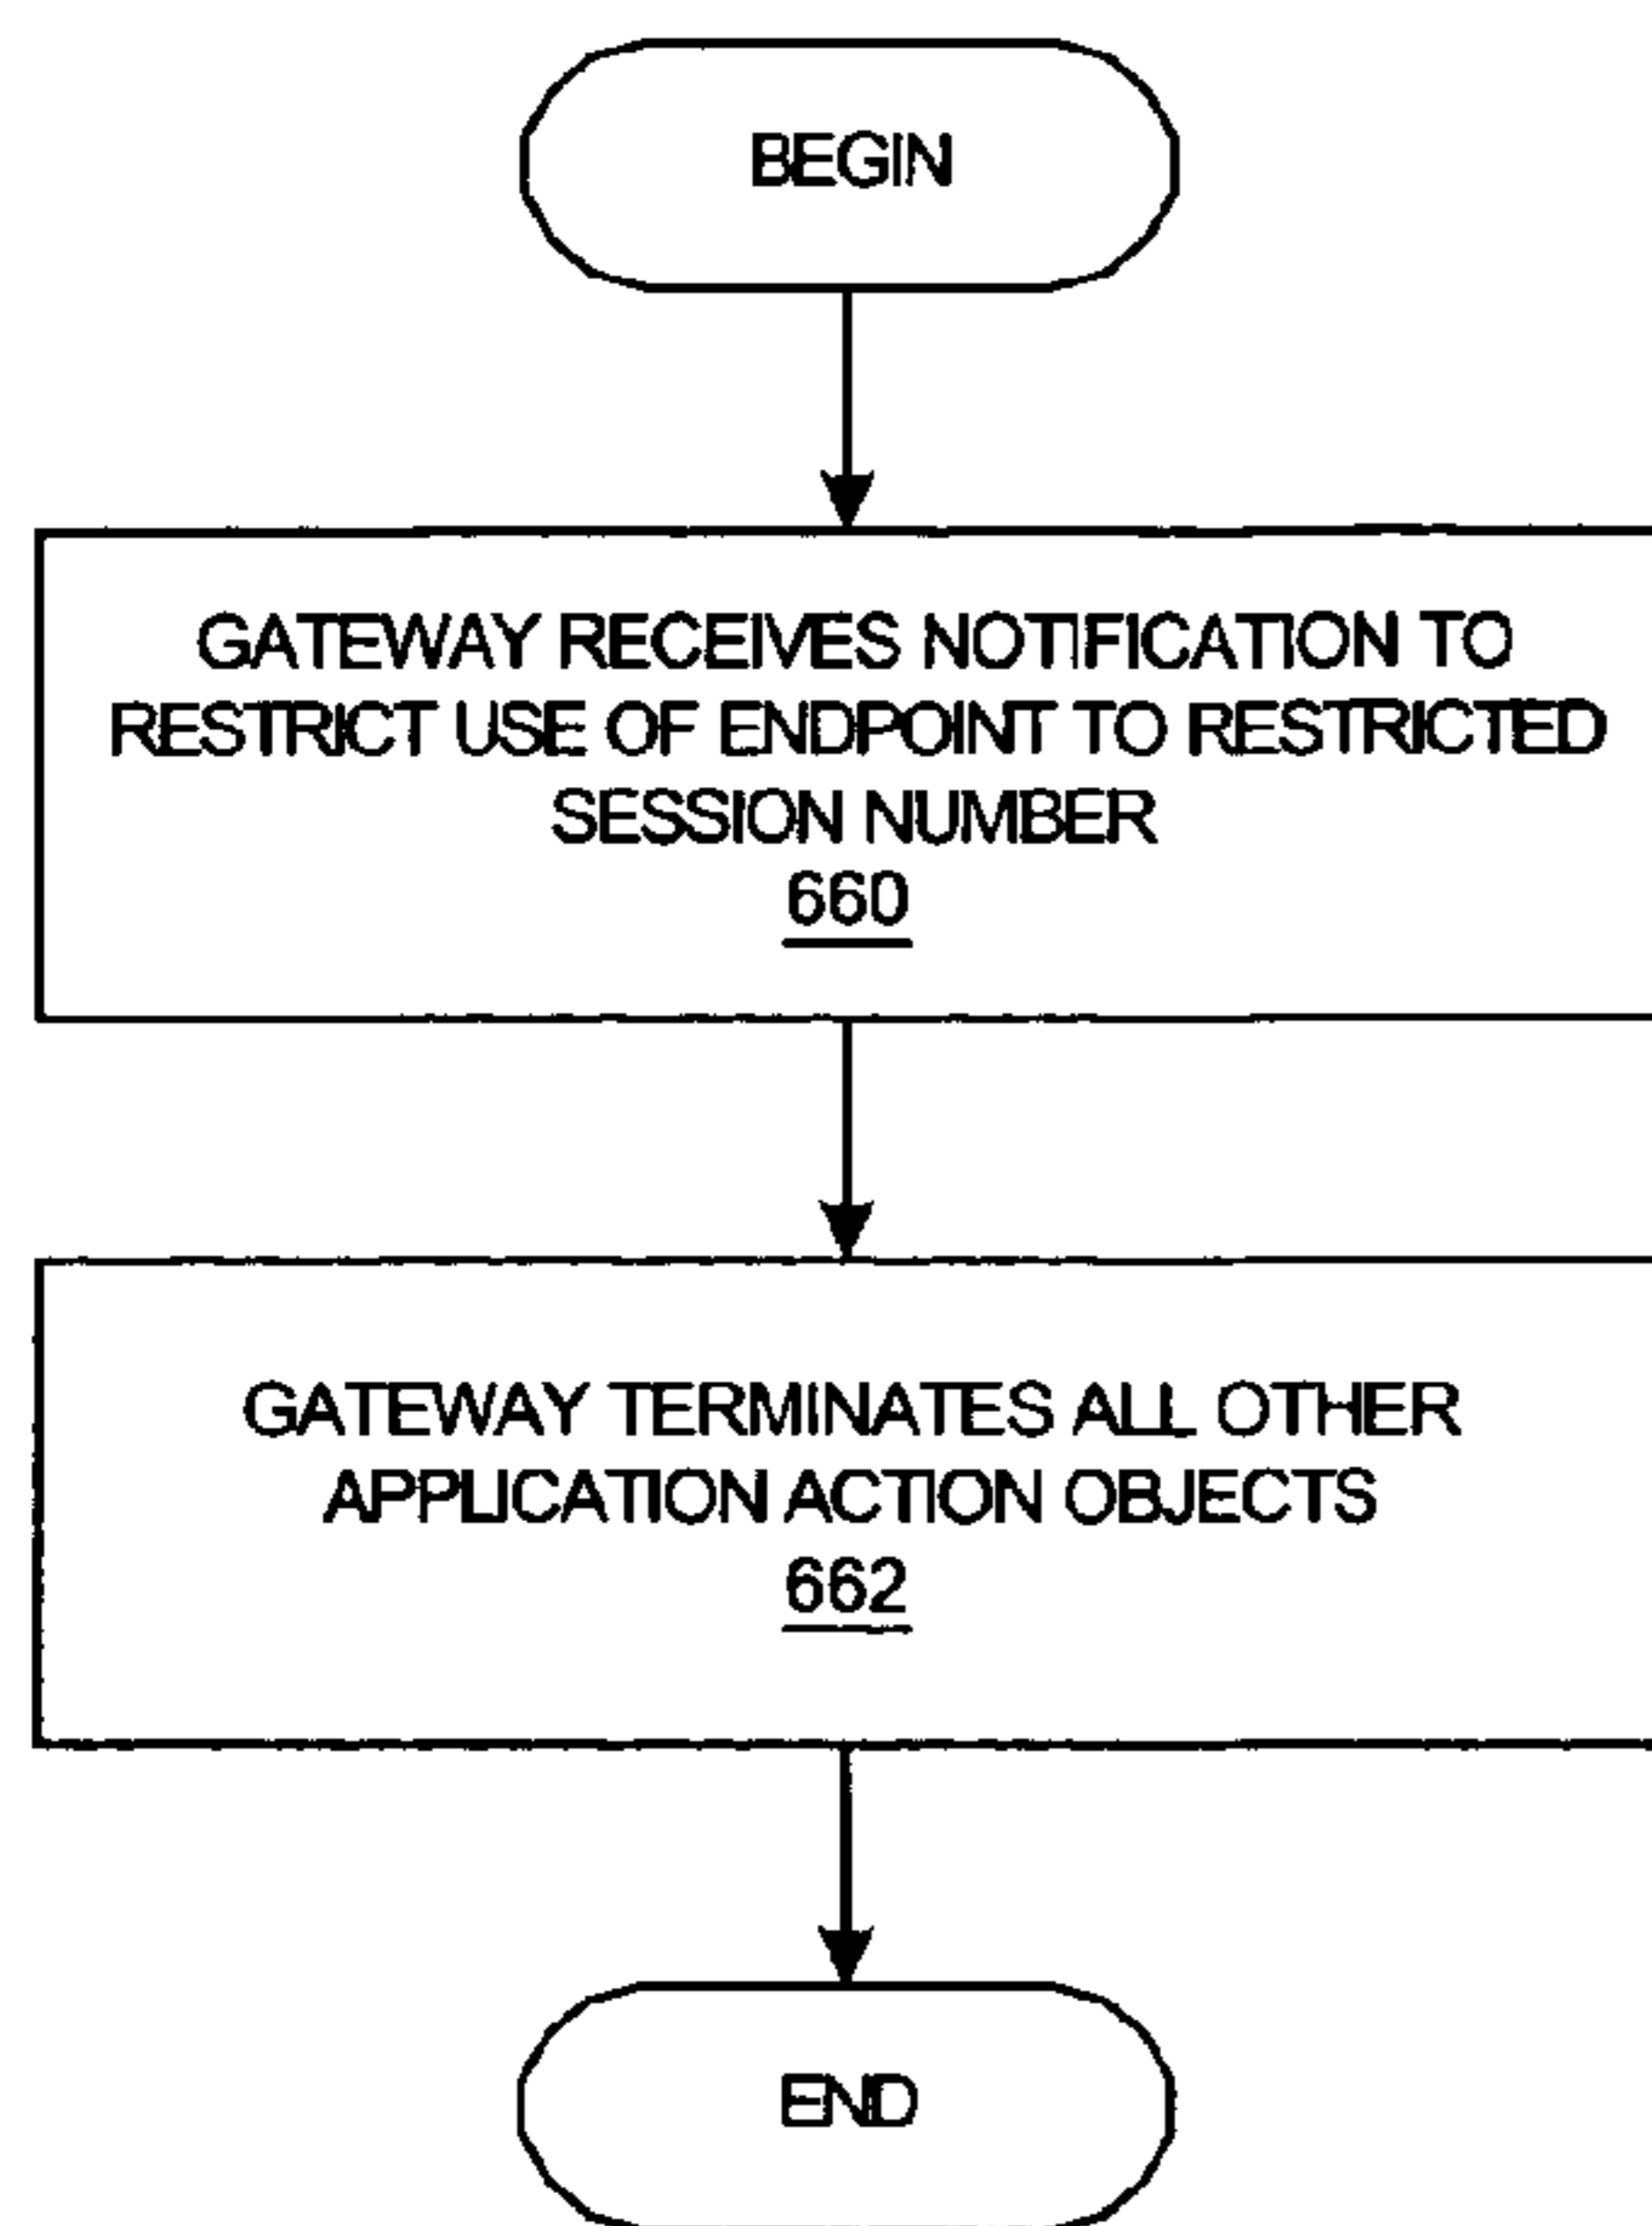 BEGIN
GATEWAY RECEIVES NOTIFICATION TO
RESTRICT USE OF ENDPOINT TO RESTRICTED
SESSION NUMBER
660
GATEWAY TERMINATES ALL OTHER
APPLICATION ACTION OBJECTS
662
END